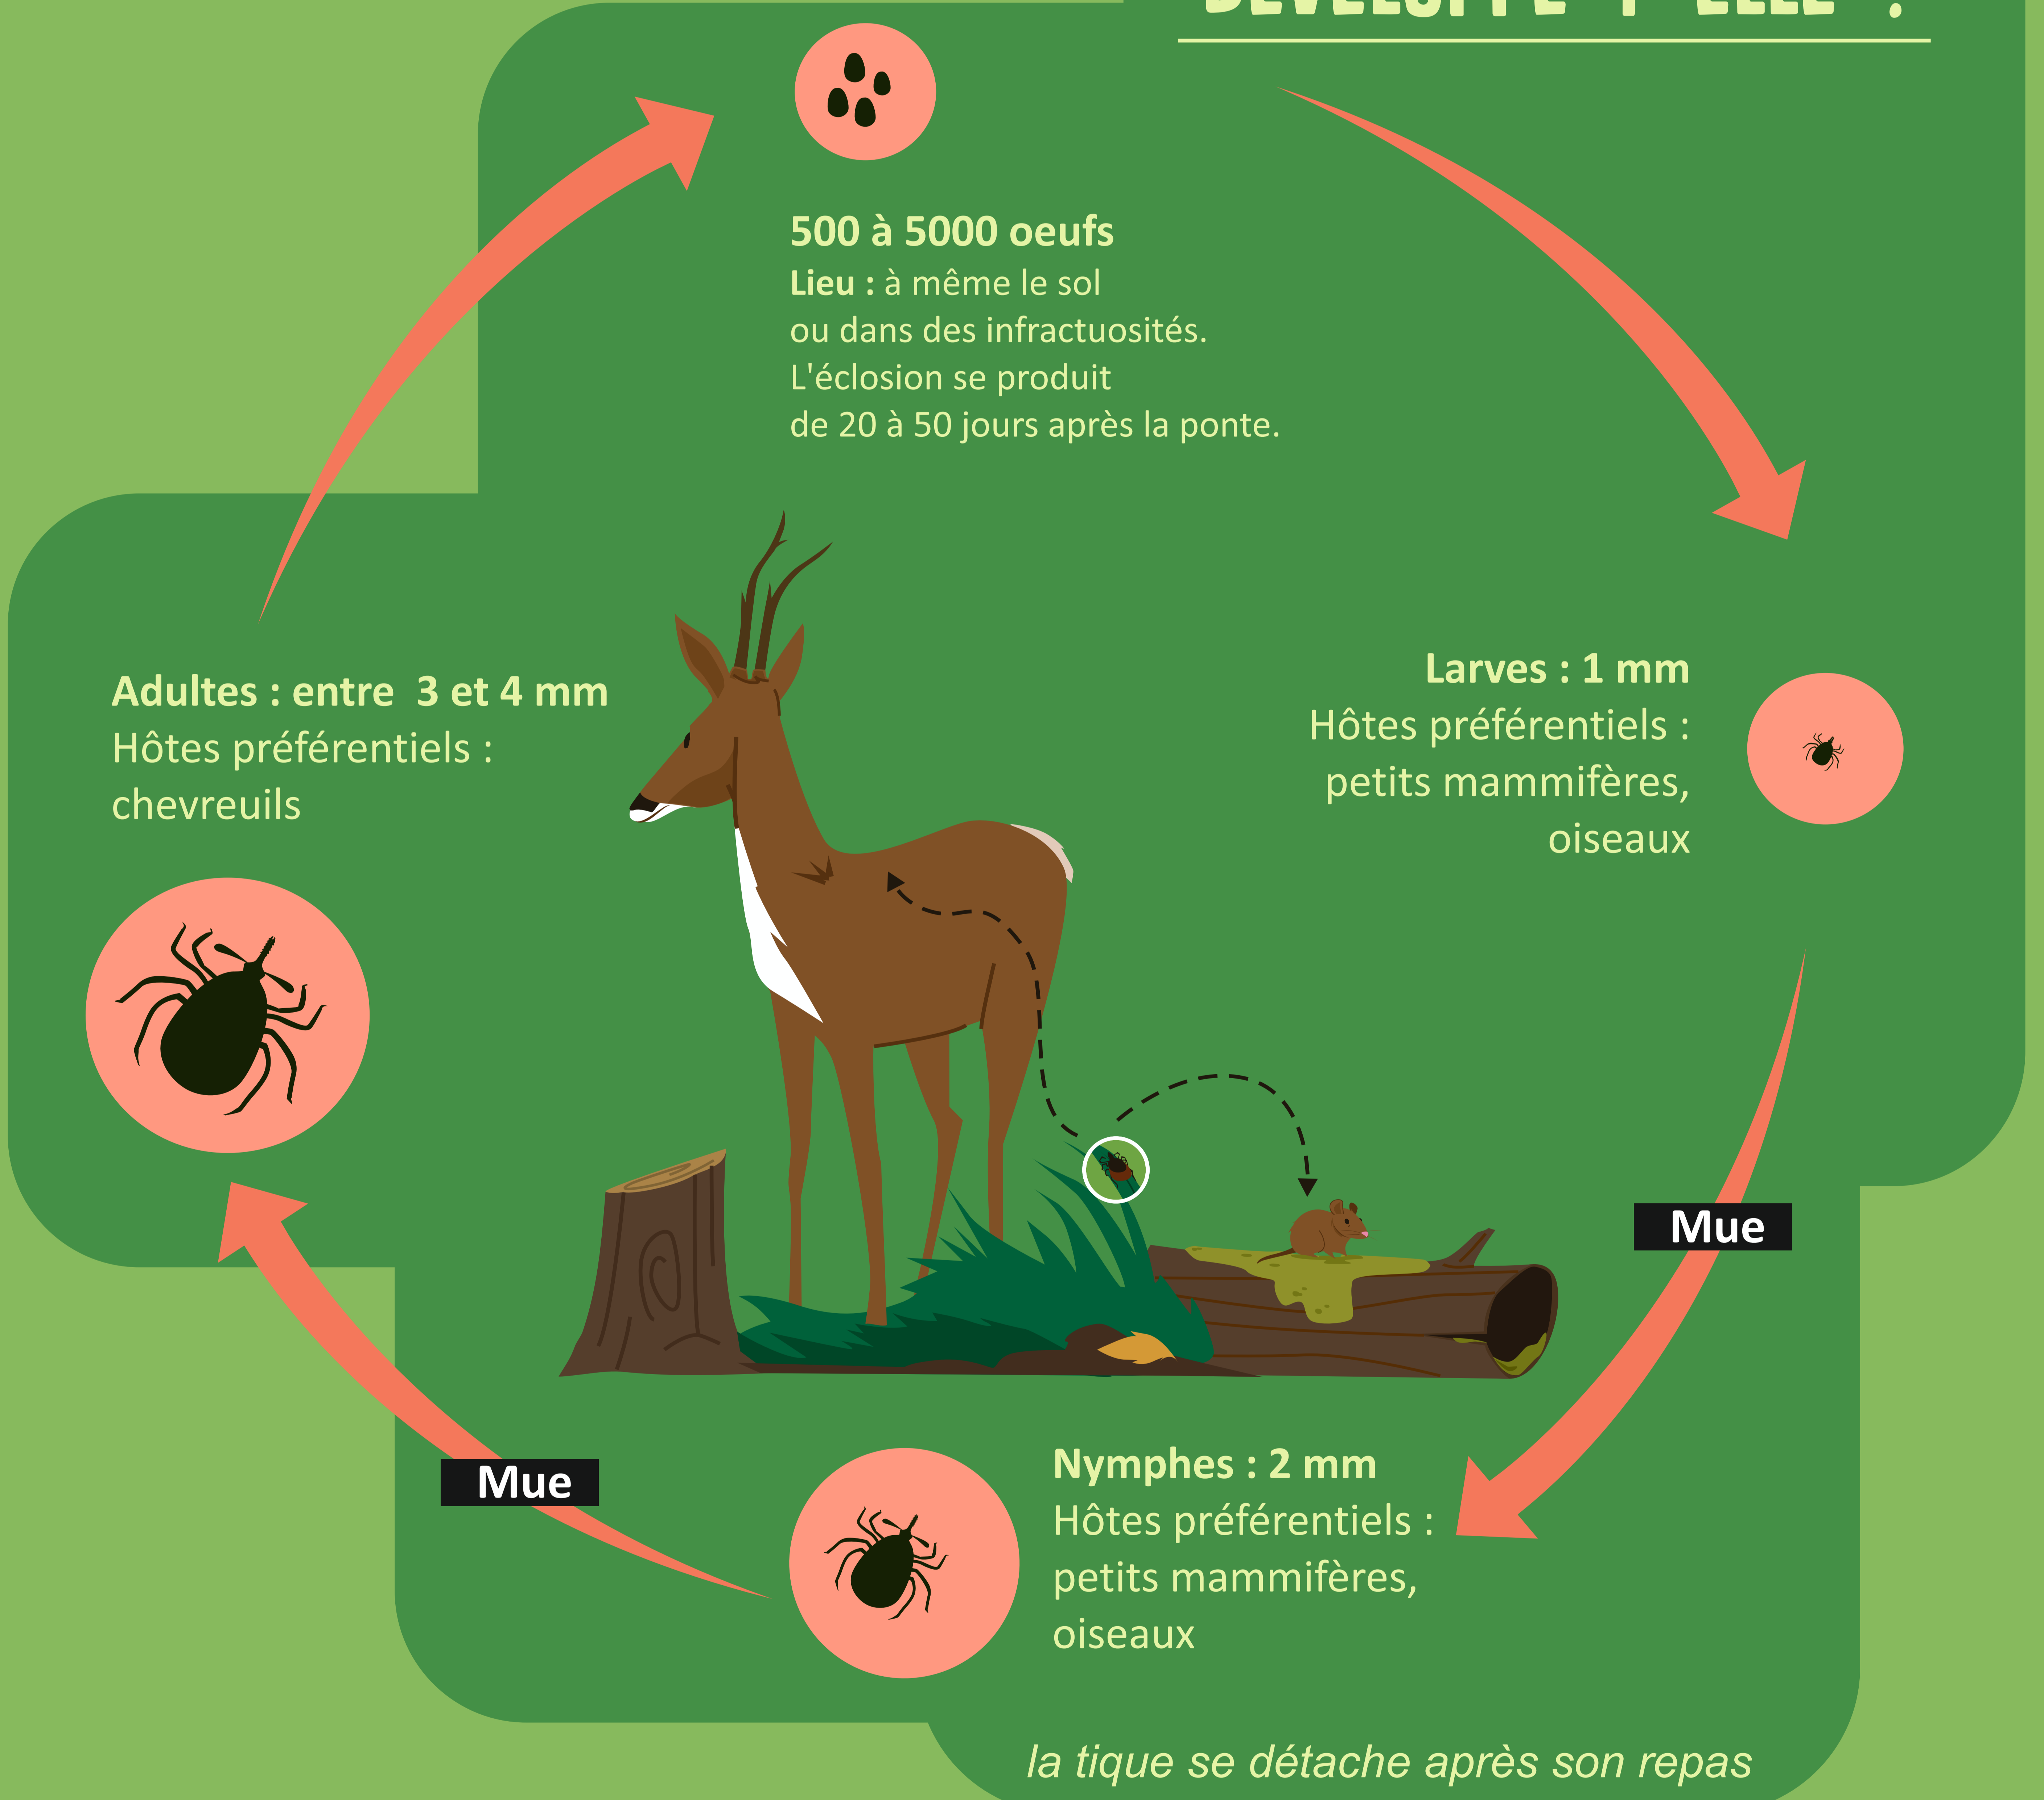 500 à 5000 oeufs
Lieu : à même le sol
ou dans des infractuosités.
L'éclosion se produit
de 20 à 50 jours après la ponte.
Larves : 1 mm
Hôtes préférentiels :
petits mammifères,
oiseaux
Mue
Nymphes : 2 mm
Hôtes préférentiels :
petits mammifères,
oiseaux
Mue
Adultes : entre  3 et 4 mm
Hôtes préférentiels :
chevreuils
la tique se détache après son repas